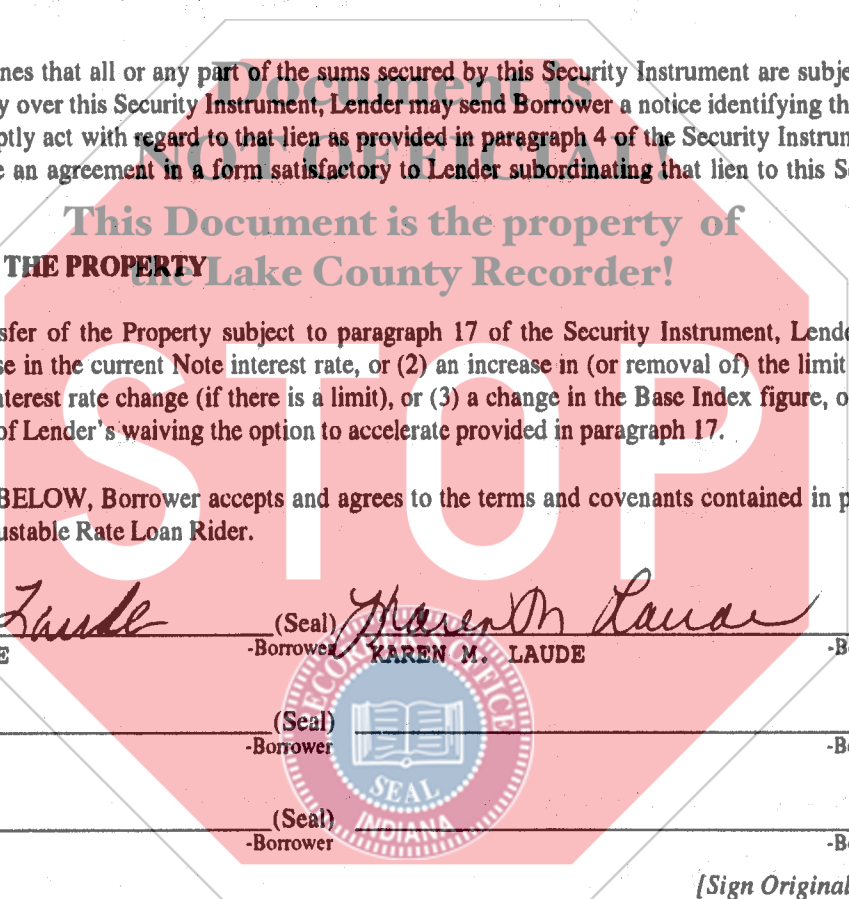 Document is
nes that all or any part of the sums secured by this Security Instrument are subje
y over this Security Instrument, Lender may send Borrower a notice identifying th
ptly act with regard to that lien as provided in paragraph 4 of the Security Instrum
NOT OFFICIAL!
e an agreement in a form satisfactory to Lender subordinating that lien to this S
This Document is the property of
the Lake County Recorder!
THE PROPERTY
sfer of the Property subject to paragraph 17 of the Security Instrument, Lende
se in the current Note interest rate, or (2) an increase in (or removal of) the limit
nterest rate change (if there is a limit), or (3) a change in the Base Index figure, o
of Lender's waiving the option to accelerate provided in paragraph 17.
STOP
BELOW, Borrower accepts and agrees to the terms and covenants contained in p
ustable Rate Loan Rider.
Laude (Seal) Karen M Laude
E -Borrower KAREN M. LAUDE -B
RECORDER'S OFFICE
(Seal)
-Borrower -B
SEAL
INDIANA
(Seal)
-Borrower -B
[Sign Original